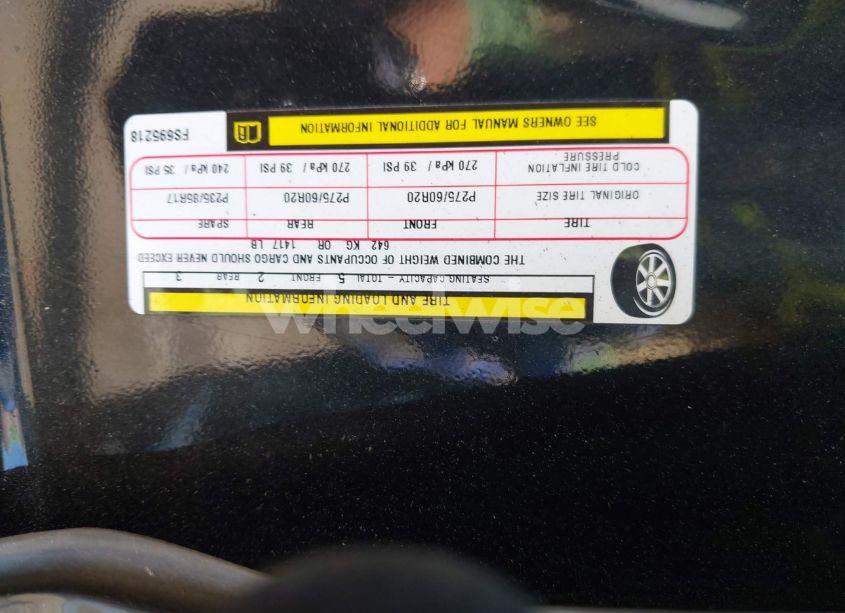 TIRE AND LOADING INFORMATION
SEATING CAPACITY - TOTAL 5 FRONT 2 REAR 3
THE COMBINED WEIGHT OF OCCUPANTS AND CARGO SHOULD NEVER EXCEED
642 KG OR 1417 LB
TIRE FRONT REAR SPARE
ORIGINAL TIRE SIZE P275/60R20 P275/60R20 P235/85R17
COLD TIRE INFLATION PRESSURE 270 kPa / 39 PSI 270 kPa / 39 PSI 240 kPa / 35 PSI
SEE OWNERS MANUAL FOR ADDITIONAL INFORMATION FS695218
wheelwise